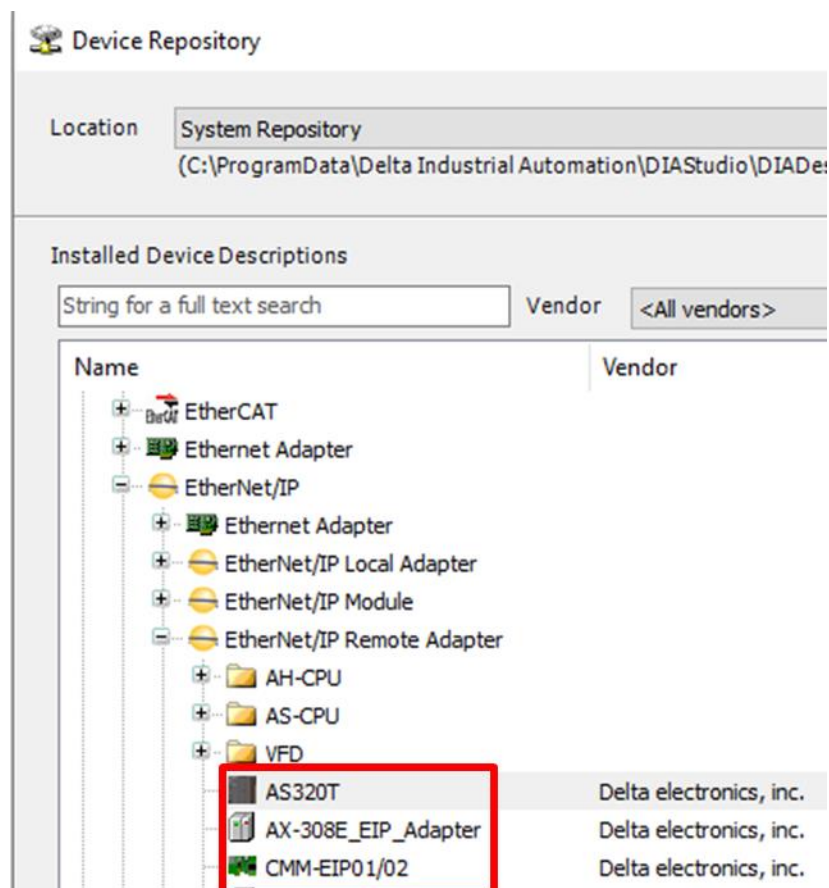 Device Repository
Location System Repository
(C:\ProgramData\Delta Industrial Automation\DIAStudio\DIADes
Installed Device Descriptions
String for a full text search Vendor <All vendors>
Name Vendor
EtherCAT EtherCAT
Ethernet Adapter
EtherNet/IP
Ethernet Adapter
EtherNet/IP Local Adapter
EtherNet/IP Module
EtherNet/IP Remote Adapter
AH-CPU
AS-CPU
VFD
AS320T Delta electronics, inc.
AX-308E_EIP_Adapter Delta electronics, inc.
CMM-EIP01/02 Delta electronics, inc.